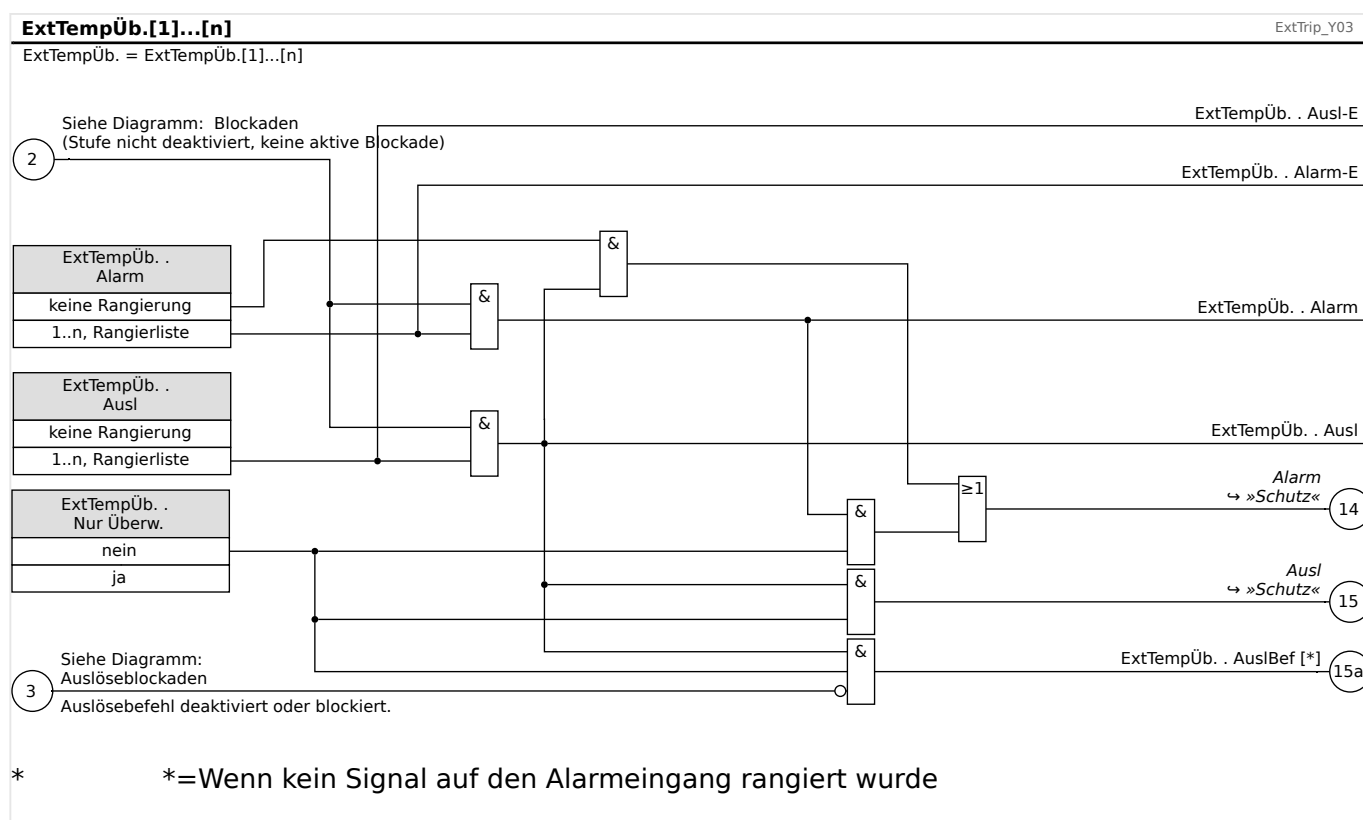 ExtTempÜb.[1]...[n]
ExtTrip_Y03
ExtTempÜb. = ExtTempÜb.[1]...[n]
Siehe Diagramm: Blockaden
(Stufe nicht deaktiviert, keine aktive Blockade)
2
ExtTempÜb. . Ausl-E
ExtTempÜb. . Alarm-E
ExtTempÜb. .
Alarm
keine Rangierung
1..n, Rangierliste
&
&
ExtTempÜb. . Alarm
ExtTempÜb. .
Ausl
keine Rangierung
1..n, Rangierliste
&
ExtTempÜb. . Ausl
ExtTempÜb. .
Nur Überw.
nein
ja
≥1
Alarm
↪ »Schutz«
14
&
&
Ausl
↪ »Schutz«
15
&
ExtTempÜb. . AuslBef [*]
15a
3
Siehe Diagramm:
Auslöseblockaden
Auslösebefehl deaktiviert oder blockiert.
* *=Wenn kein Signal auf den Alarmeingang rangiert wurde